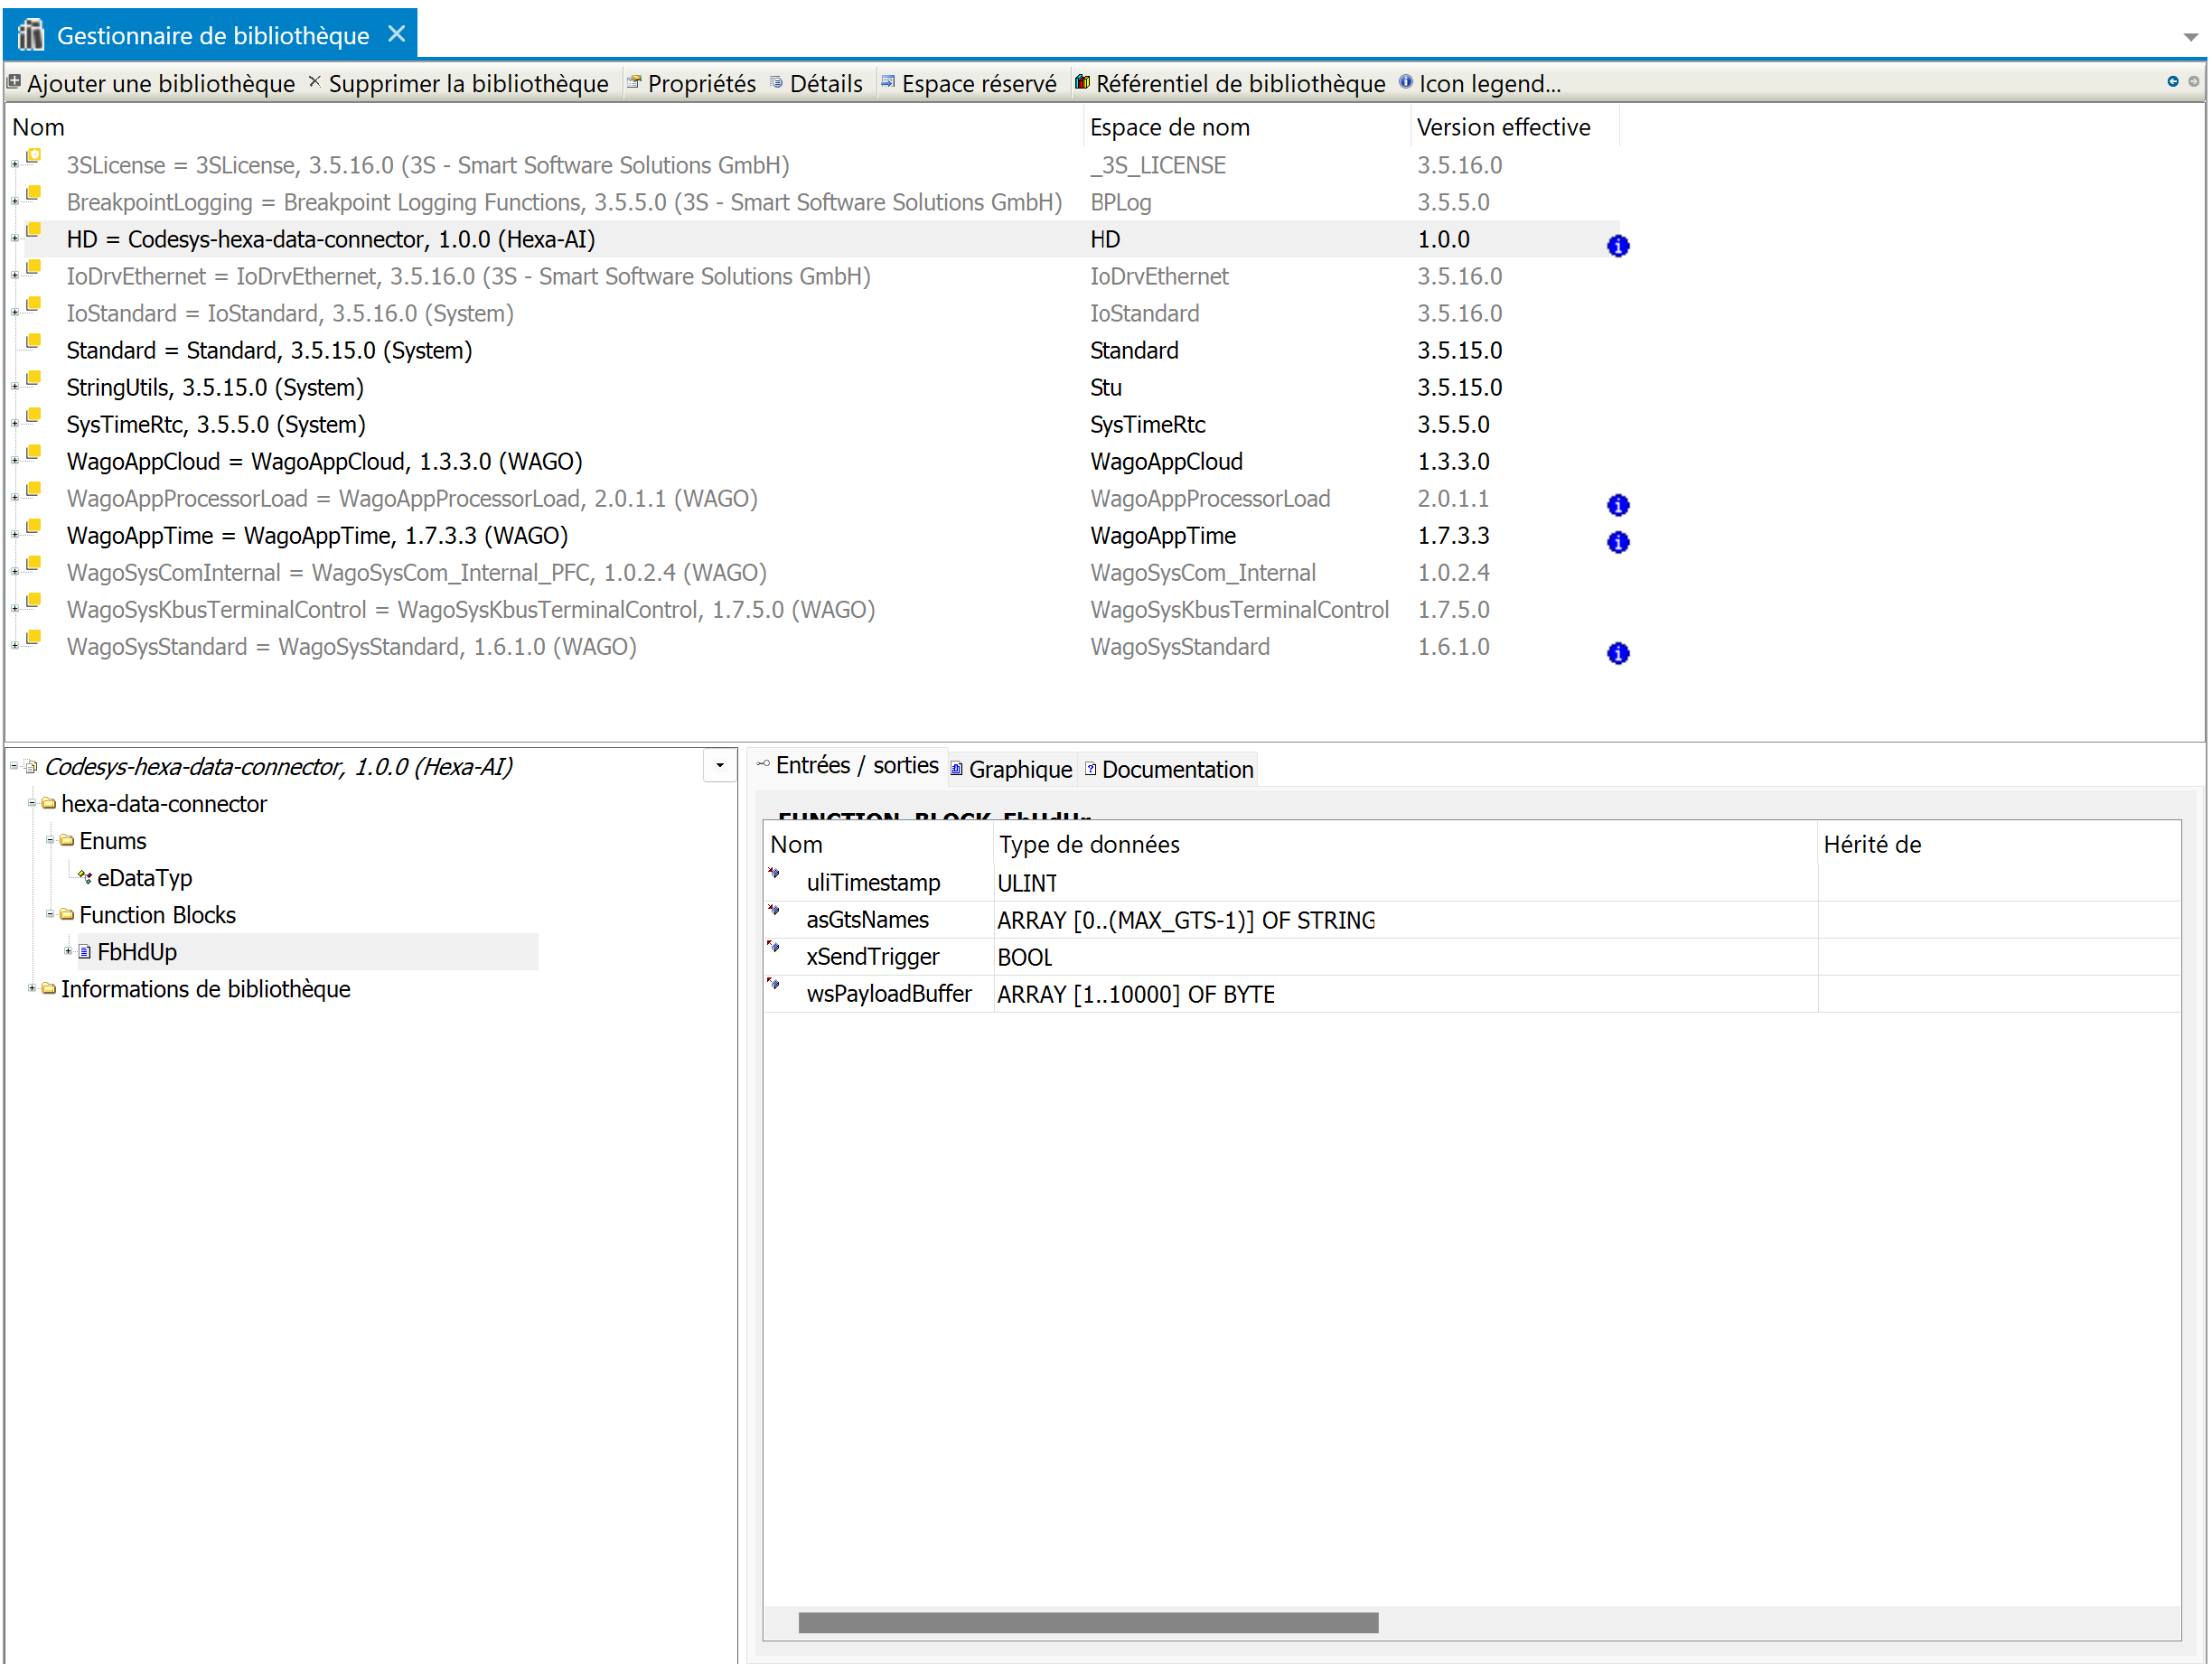 Gestionnaire de bibliothèque
Ajouter une bibliothèque Supprimer la bibliothèque Propriétés Détails Espace réservé Référentiel de bibliothèque Icon legend...
Nom Espace de nom Version effective
3SLicense = 3SLicense, 3.5.16.0 (3S - Smart Software Solutions GmbH) _3S_LICENSE 3.5.16.0
BreakpointLogging = Breakpoint Logging Functions, 3.5.5.0 (3S - Smart Software Solutions GmbH) BPLog 3.5.5.0
HD = Codesys-hexa-data-connector, 1.0.0 (Hexa-AI) HD 1.0.0
IoDrvEthernet = IoDrvEthernet, 3.5.16.0 (3S - Smart Software Solutions GmbH) IoDrvEthernet 3.5.16.0
IoStandard = IoStandard, 3.5.16.0 (System) IoStandard 3.5.16.0
Standard = Standard, 3.5.15.0 (System) Standard 3.5.15.0
StringUtils, 3.5.15.0 (System) Stu 3.5.15.0
SysTimeRtc, 3.5.5.0 (System) SysTimeRtc 3.5.5.0
WagoAppCloud = WagoAppCloud, 1.3.3.0 (WAGO) WagoAppCloud 1.3.3.0
WagoAppProcessorLoad = WagoAppProcessorLoad, 2.0.1.1 (WAGO) WagoAppProcessorLoad 2.0.1.1
WagoAppTime = WagoAppTime, 1.7.3.3 (WAGO) WagoAppTime 1.7.3.3
WagoSysComInternal = WagoSysCom_Internal_PFC, 1.0.2.4 (WAGO) WagoSysCom_Internal 1.0.2.4
WagoSysKbusTerminalControl = WagoSysKbusTerminalControl, 1.7.5.0 (WAGO) WagoSysKbusTerminalControl 1.7.5.0
WagoSysStandard = WagoSysStandard, 1.6.1.0 (WAGO) WagoSysStandard 1.6.1.0
Codesys-hexa-data-connector, 1.0.0 (Hexa-AI)
hexa-data-connector
Enums
eDataTyp
Function Blocks
FbHdUp
Informations de bibliothèque
Entrées / sorties Graphique Documentation
FUNCTION_BLOCK FbHdUp
Nom Type de données Hérité de
uliTimestamp ULINT
asGtsNames ARRAY [0..(MAX_GTS-1)] OF STRING
xSendTrigger BOOL
wsPayloadBuffer ARRAY [1..10000] OF BYTE